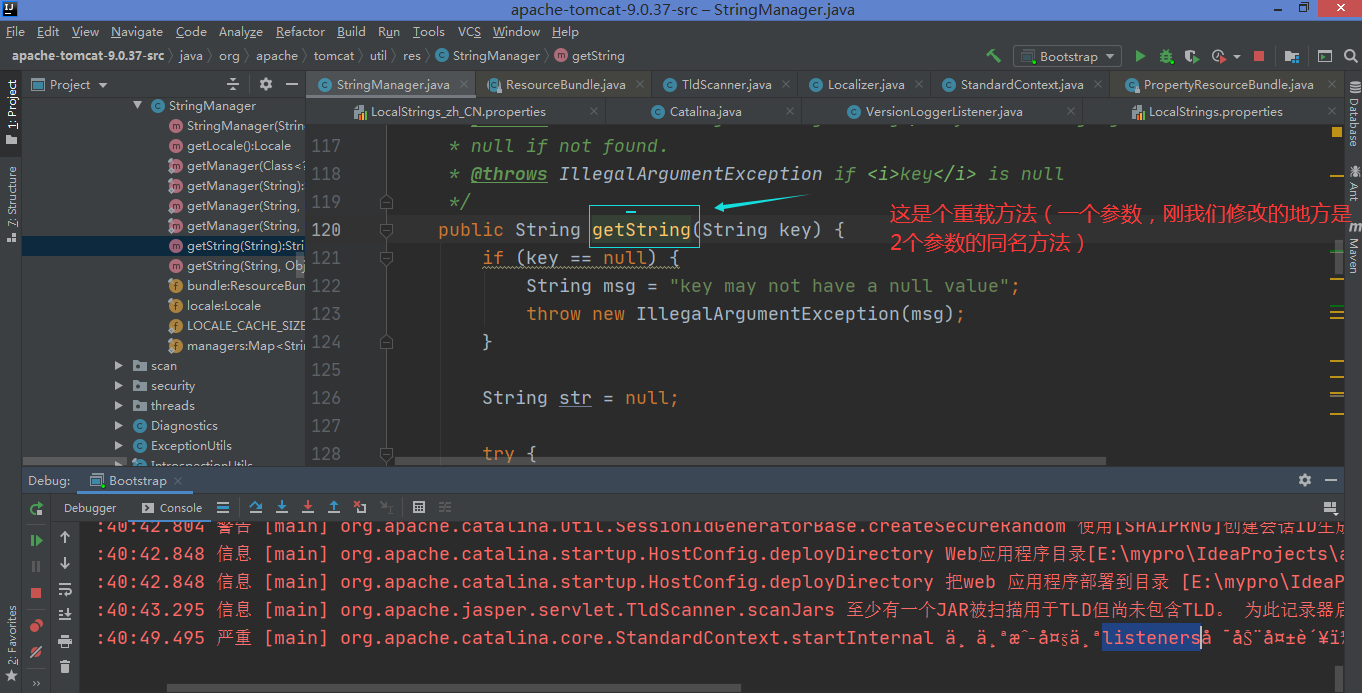 apache-tomcat-9.0.37-src – StringManager.java
File Edit View Navigate Code Analyze Refactor Build Run Tools VCS Window Help
apache-tomcat-9.0.37-src java org apache tomcat util res StringManager getString
Bootstrap
1: Project
7: Structure
2: Favorites
Project
StringManager
StringManager(Strin
getLocale():Locale
getManager(Class<?
getManager(String):
getManager(String,
getManager(String,
getString(String):Stri
getString(String, Obj
bundle:ResourceBun
locale:Locale
LOCALE_CACHE_SIZE
managers:Map<Strin
scan
security
threads
Diagnostics
ExceptionUtils
IntrospectionUtils
StringManager.java ResourceBundle.java TldScanner.java Localizer.java StandardContext.java PropertyResourceBundle.java
LocalStrings_zh_CN.properties Catalina.java VersionLoggerListener.java LocalStrings.properties
117 * null if not found.
118 * @throws IllegalArgumentException if <i>key</i> is null
119 */
120 public String getString(String key) {
121 if (key == null) {
122 String msg = "key may not have a null value";
123 throw new IllegalArgumentException(msg);
124 }
125
126 String str = null;
127
128 try {
这是个重载方法（一个参数，刚我们修改的地方是
2个参数的同名方法）
Database
Ant
Maven
Debug: Bootstrap
Debugger Console
:40:42.804 警告 [main] org.apache.catalina.util.SessionIdGeneratorBase.createSecureRandom 使用[SHA1PRNG]创建会话ID生成
:40:42.848 信息 [main] org.apache.catalina.startup.HostConfig.deployDirectory Web应用程序目录[E:\mypro\IdeaProjects\a
:40:42.848 信息 [main] org.apache.catalina.startup.HostConfig.deployDirectory 把web 应用程序部署到目录 [E:\mypro\IdeaP
:40:43.295 信息 [main] org.apache.jasper.servlet.TldScanner.scanJars 至少有一个JAR被扫描用于TLD但尚未包含TLD。 为此记录器启
:40:49.495 严重 [main] org.apache.catalina.core.StandardContext.startInternal listeners